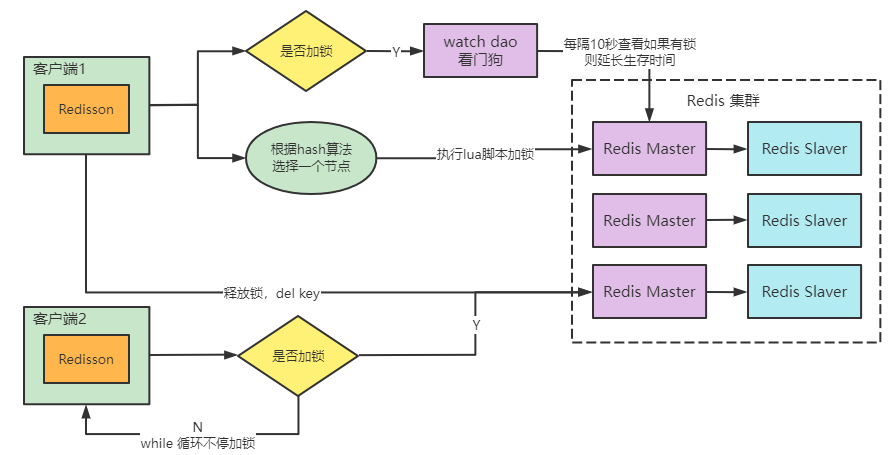 客户端1
Redisson
是否加锁
Y
watch dao
看门狗
每隔10秒查看如果有锁
则延长生存时间
根据hash算法
选择一个节点
执行lua脚本加锁
Redis 集群
Redis Master
Redis Slaver
Redis Master
Redis Slaver
Redis Master
Redis Slaver
释放锁，del key
客户端2
Redisson
是否加锁
Y
N
while 循环不停加锁